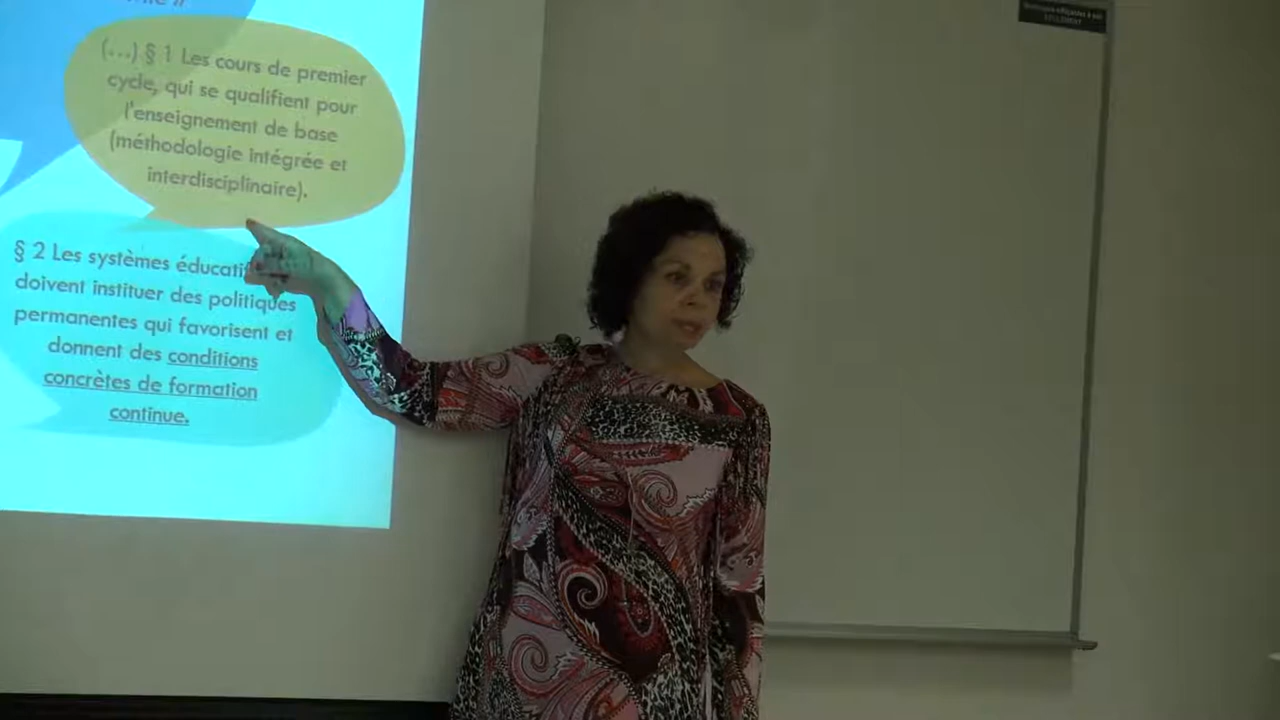 (...) § 1 Les cours de premier
cycle, qui se qualifient pour
l'enseignement de base
(méthodologie intégrée et
interdisciplinaire).
§ 2 Les systèmes éducatifs
doivent instituer des politiques
permanentes qui favorisent et
donnent des conditions
concrètes de formation
continue.